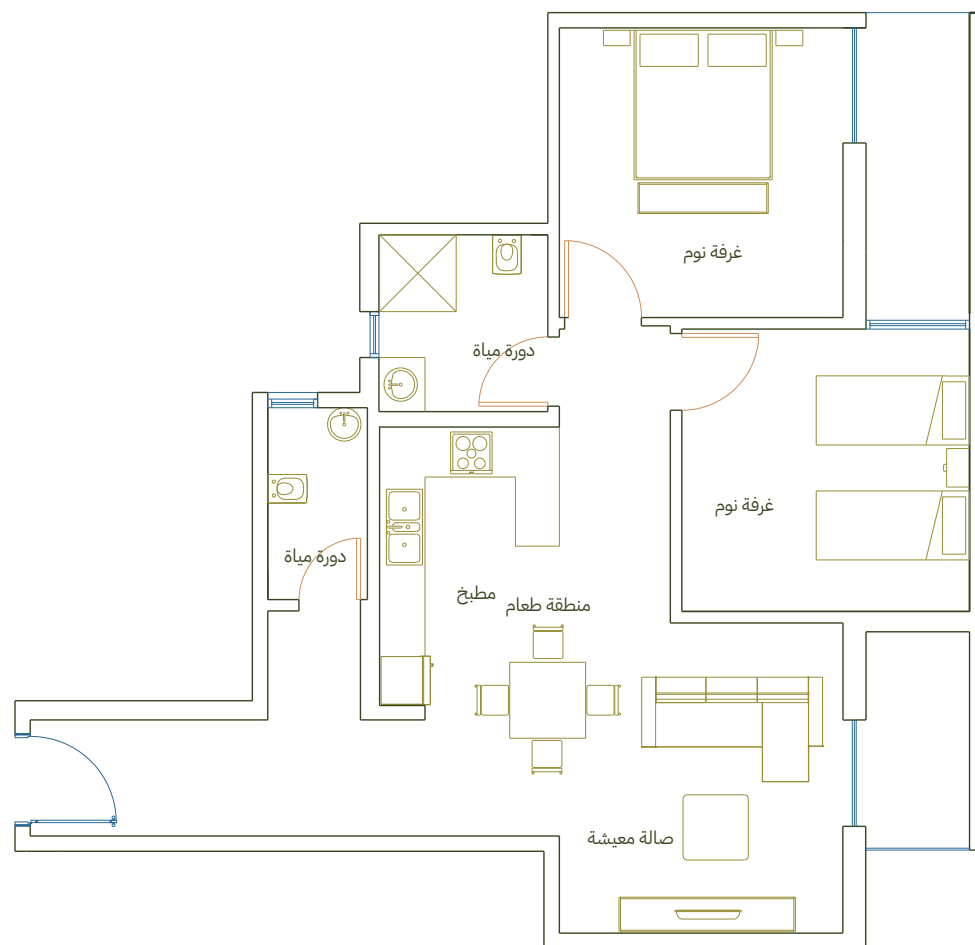 غرفة نوم
دورة مياة
غرفة نوم
دورة مياة
مطبخ
منطقة طعام
صالة معيشة